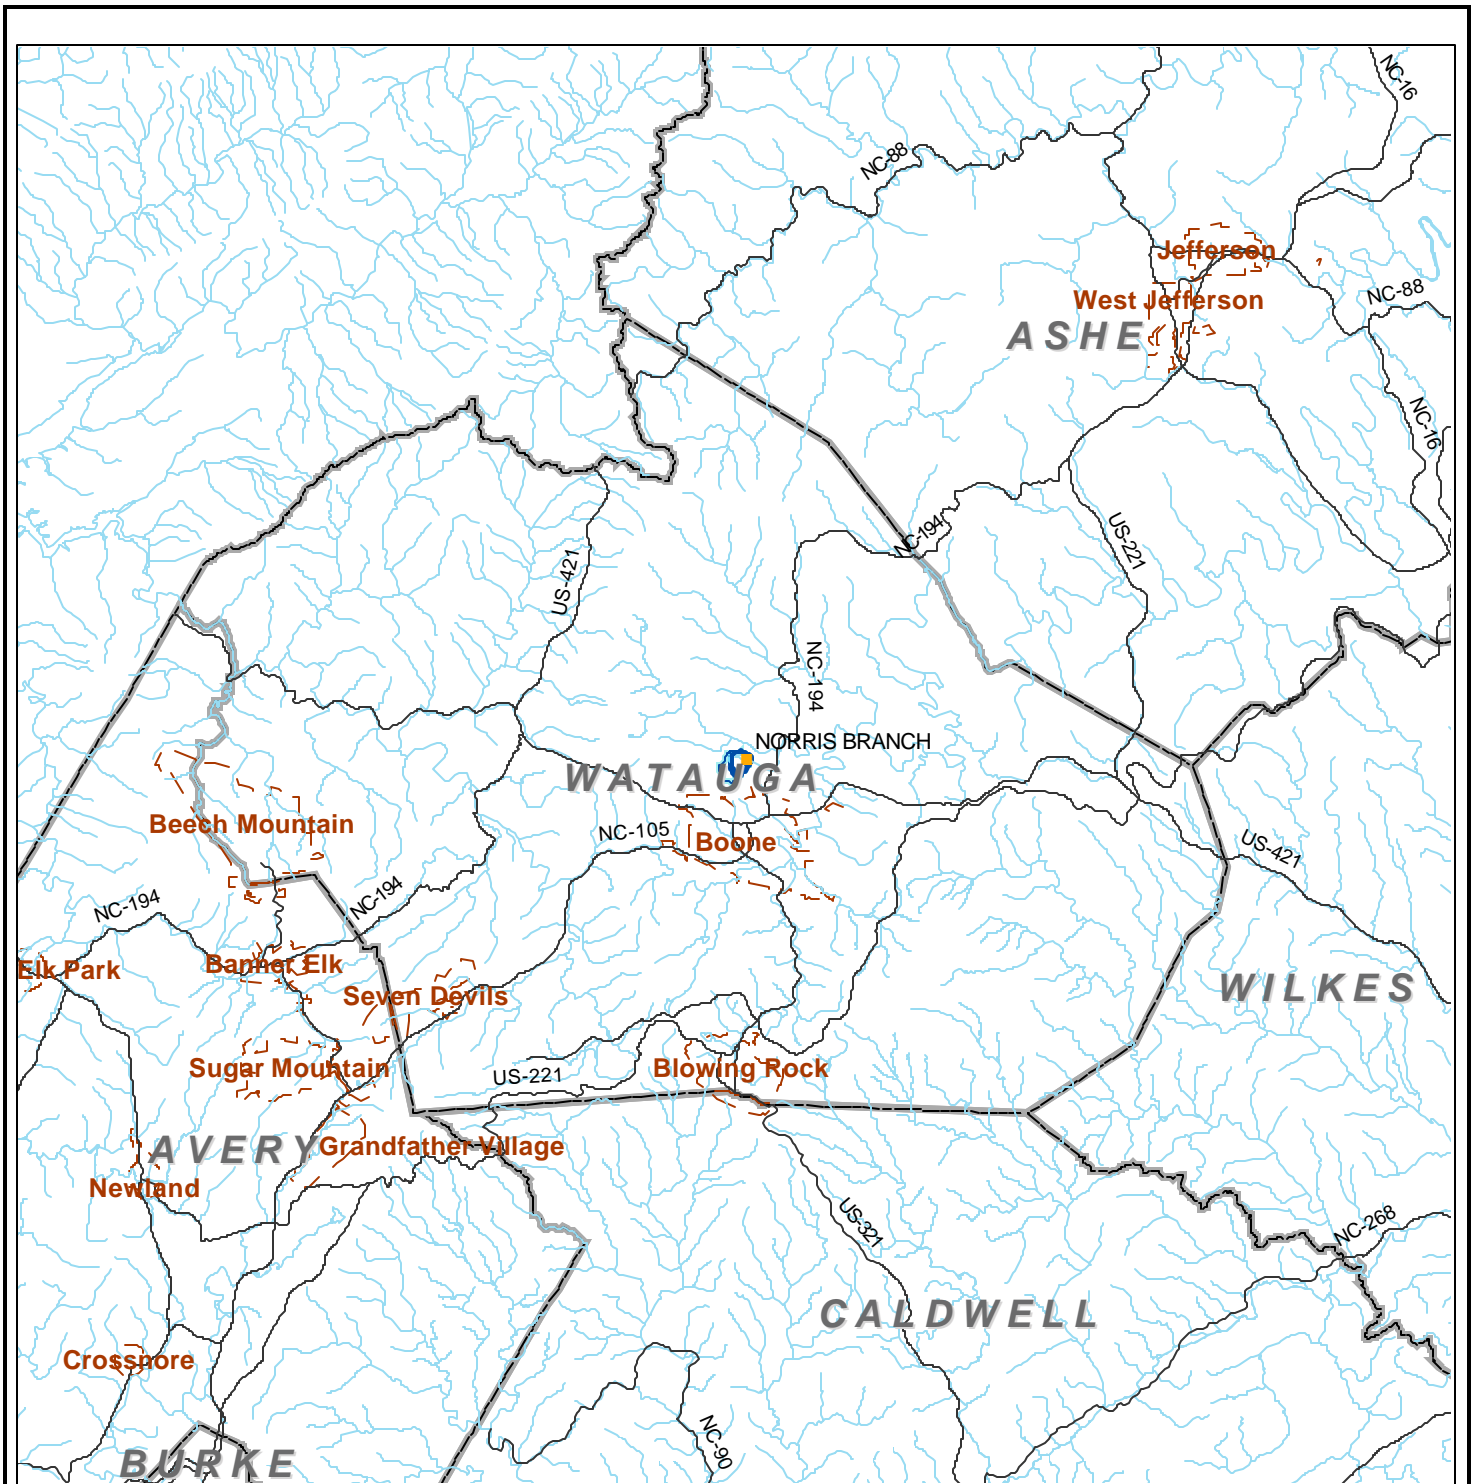 NC-16
NC-88
Jefferson
NC-88
West Jefferson
ASHE
NC-16
NC-194
US-221
US-421
NC-194
NORRIS BRANCH
WATAUGA
Beech Mountain
NC-105
Boone
US-421
NC-194
NC-194
Elk Park
Banner Elk
Seven Devils
WILKES
Sugar Mountain
US-221
Blowing Rock
AVERY
Grandfather Village
Newland
US-321
NC-268
CALDWELL
Crossnore
NC-90
BURKE